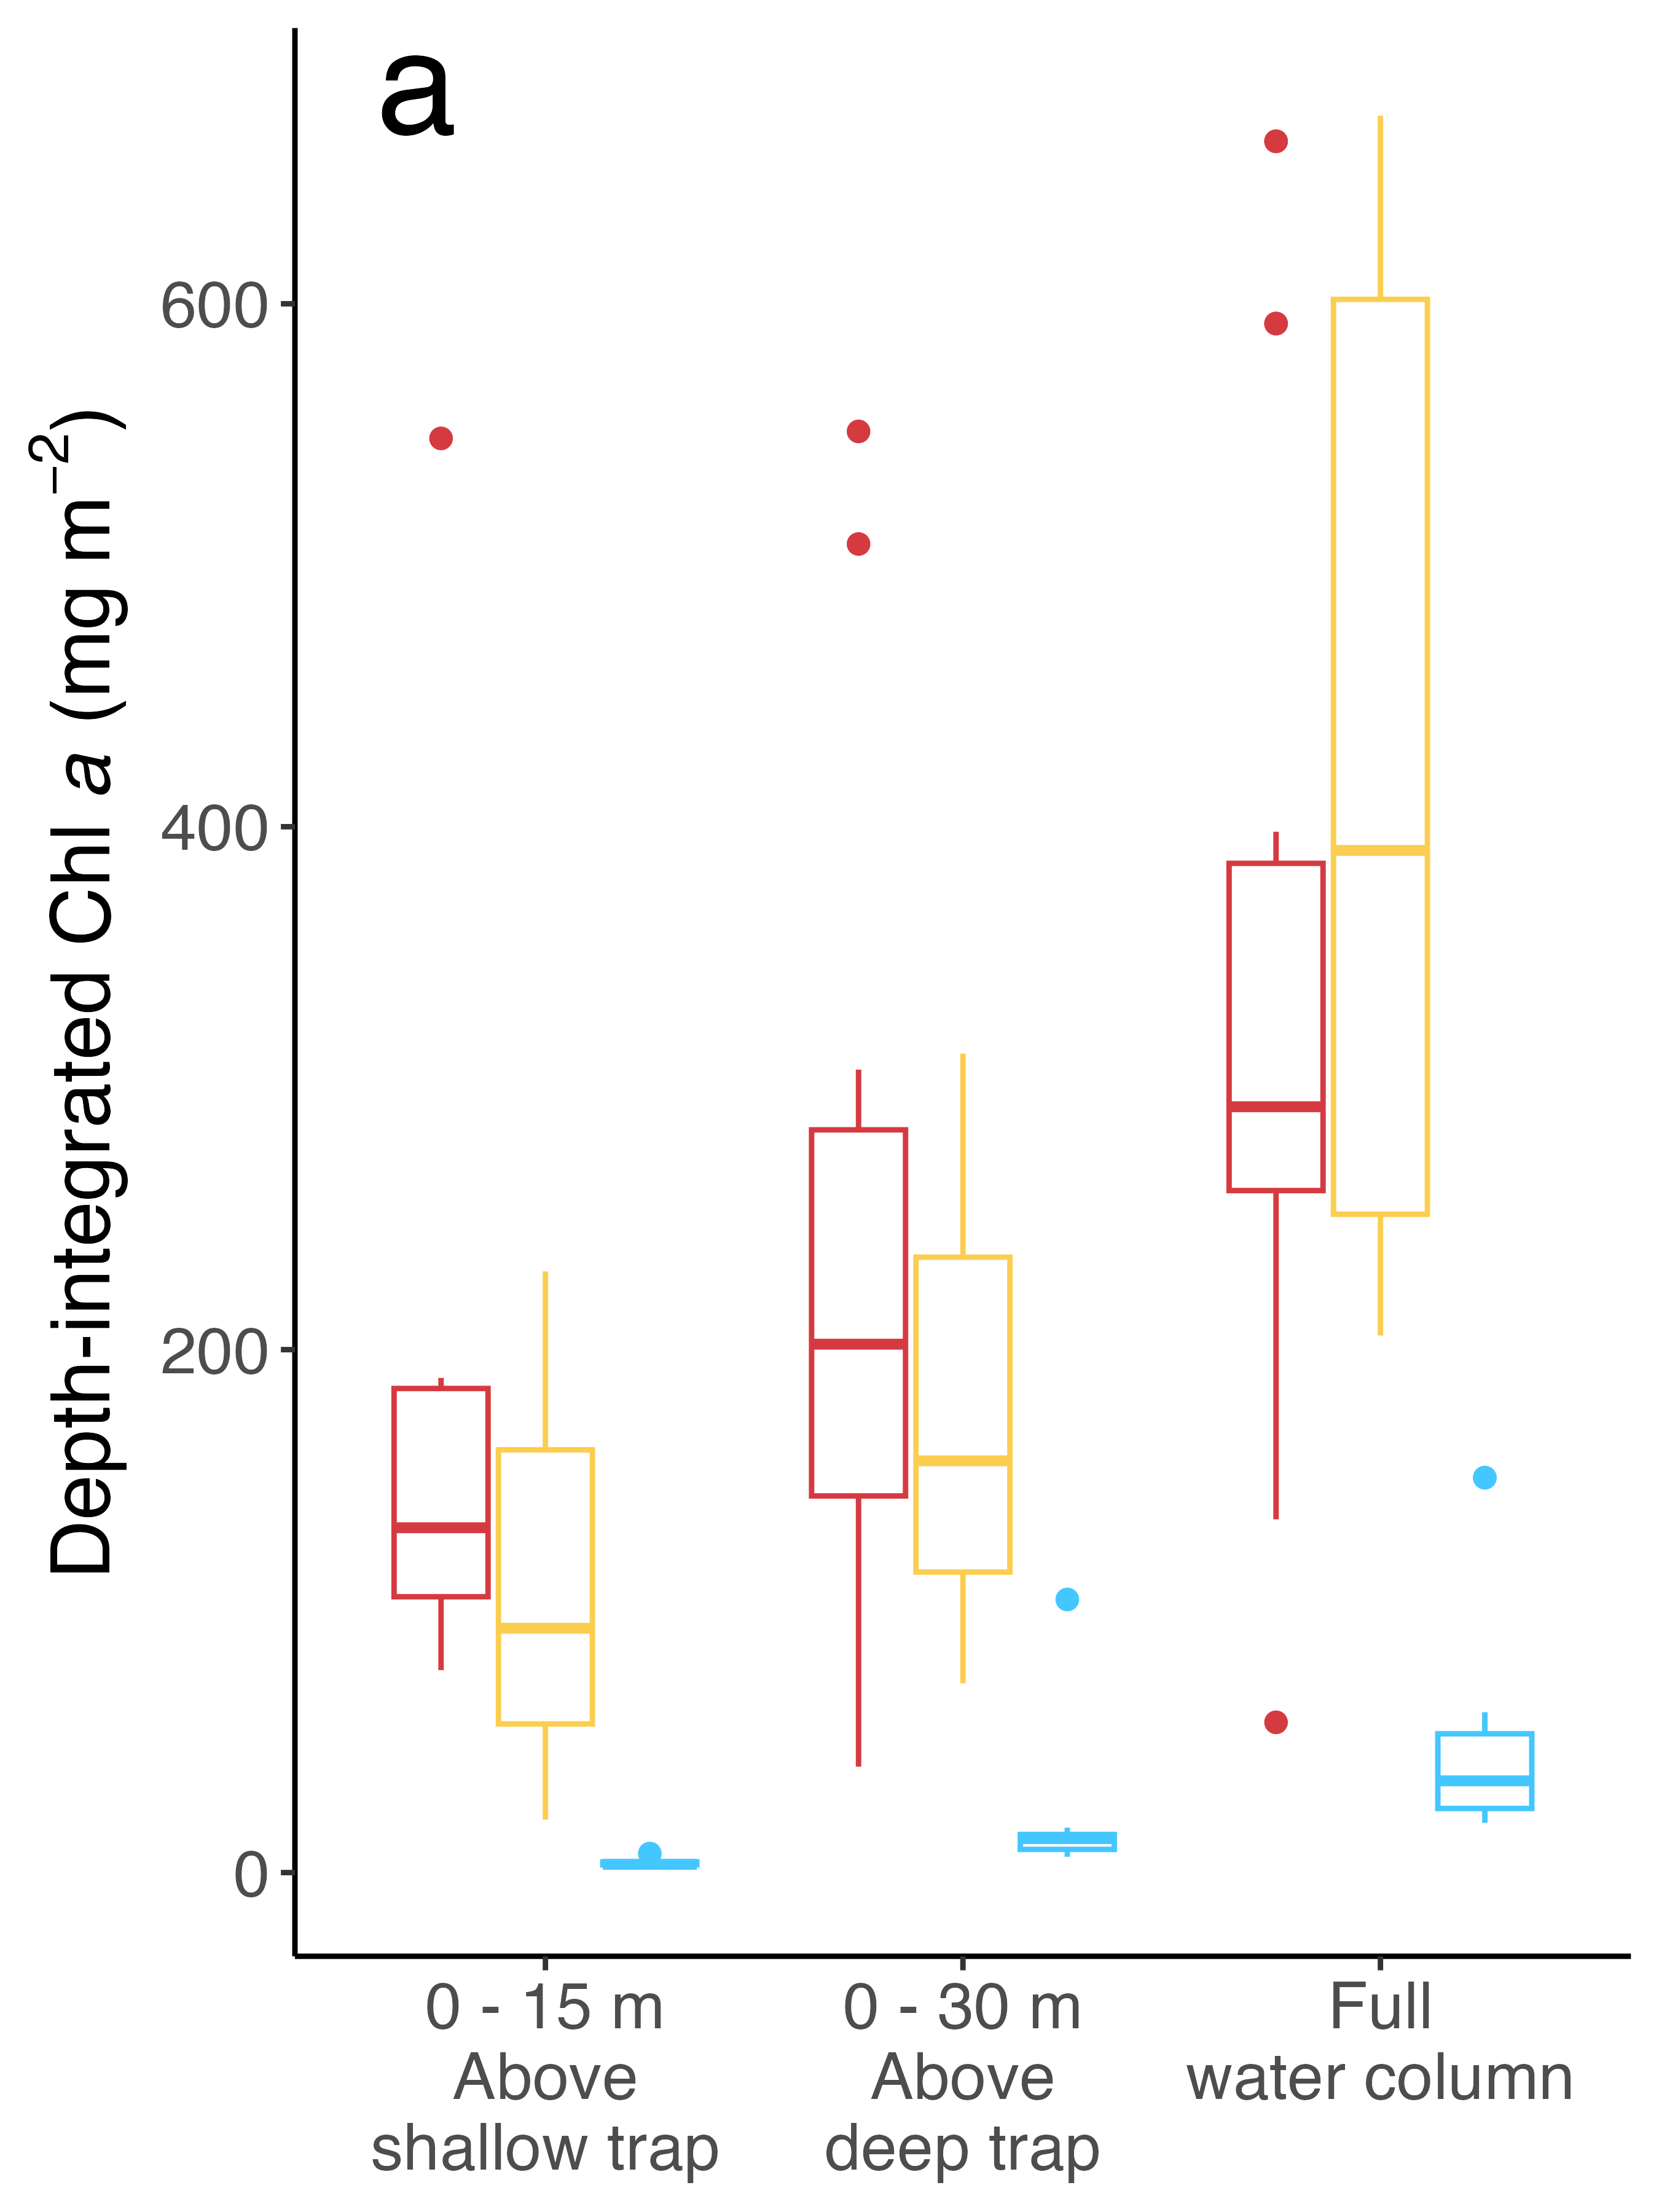 a
Depth-integrated Chl a (mg m⁻²)
600
400
200
0
0 - 15 m
Above
shallow trap
0 - 30 m
Above
deep trap
Full
water column